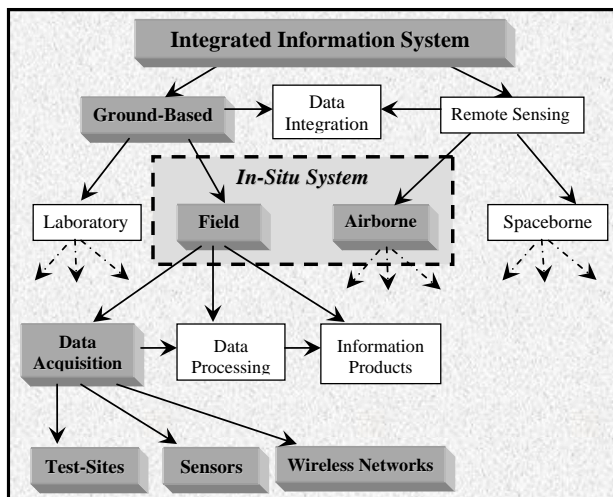 Integrated Information System
Ground-Based
Data
Integration
Remote Sensing
In-Situ System
Laboratory
Field
Airborne
Spaceborne
Data
Acquisition
Data
Processing
Information
Products
Test-Sites
Sensors
Wireless Networks